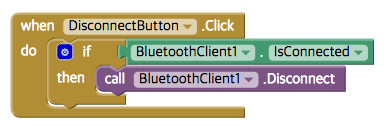 when DisconnectButton .Click
do if BluetoothClient1 . IsConnected
then call BluetoothClient1 .Disconnect